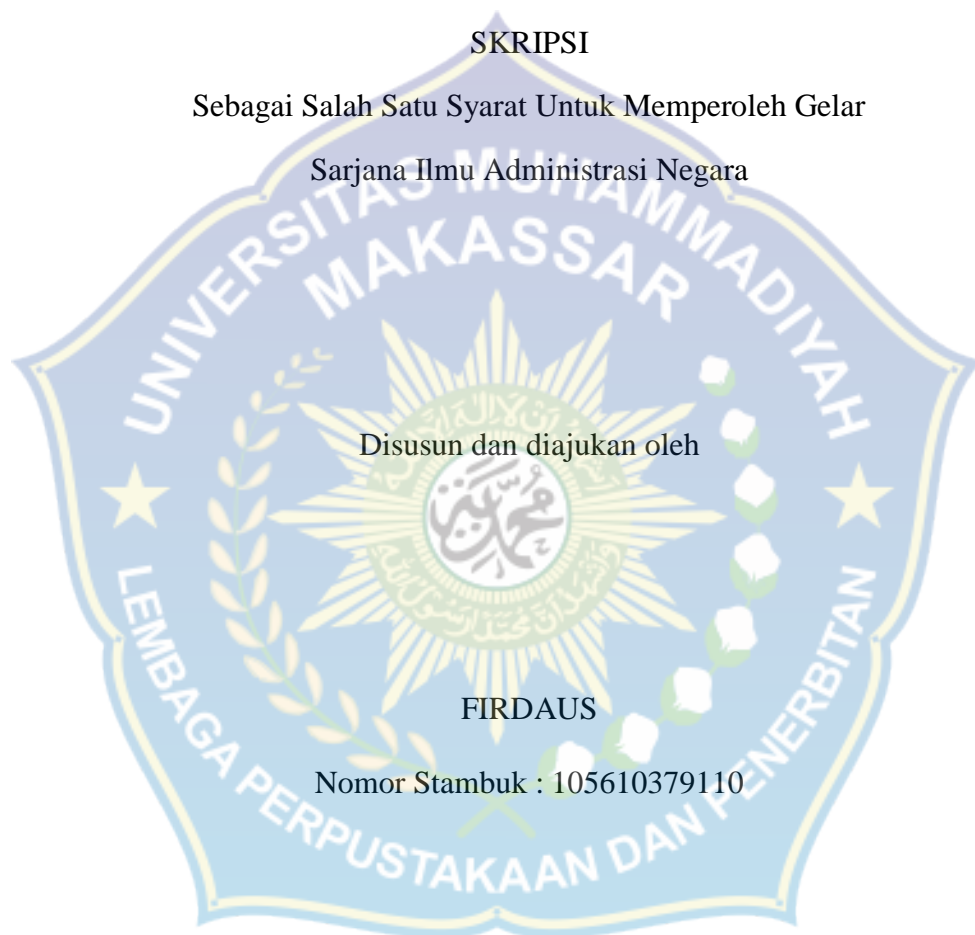 SKRIPSI
Sebagai Salah Satu Syarat Untuk Memperoleh Gelar
Sarjana Ilmu Administrasi Negara
UNIVERSITAS MUHAMMADIYAH
MAKASSAR
Disusun dan diajukan oleh
محمد
FIRDAUS
Nomor Stambuk : 105610379110
LEMBAGA PERPUSTAKAAN DAN PENERBITAN